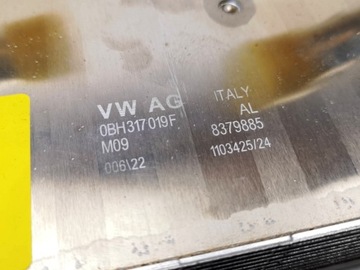 VW AG
0BH317019F
M09
006\22
ITALY
AL
8379885
1103425/24